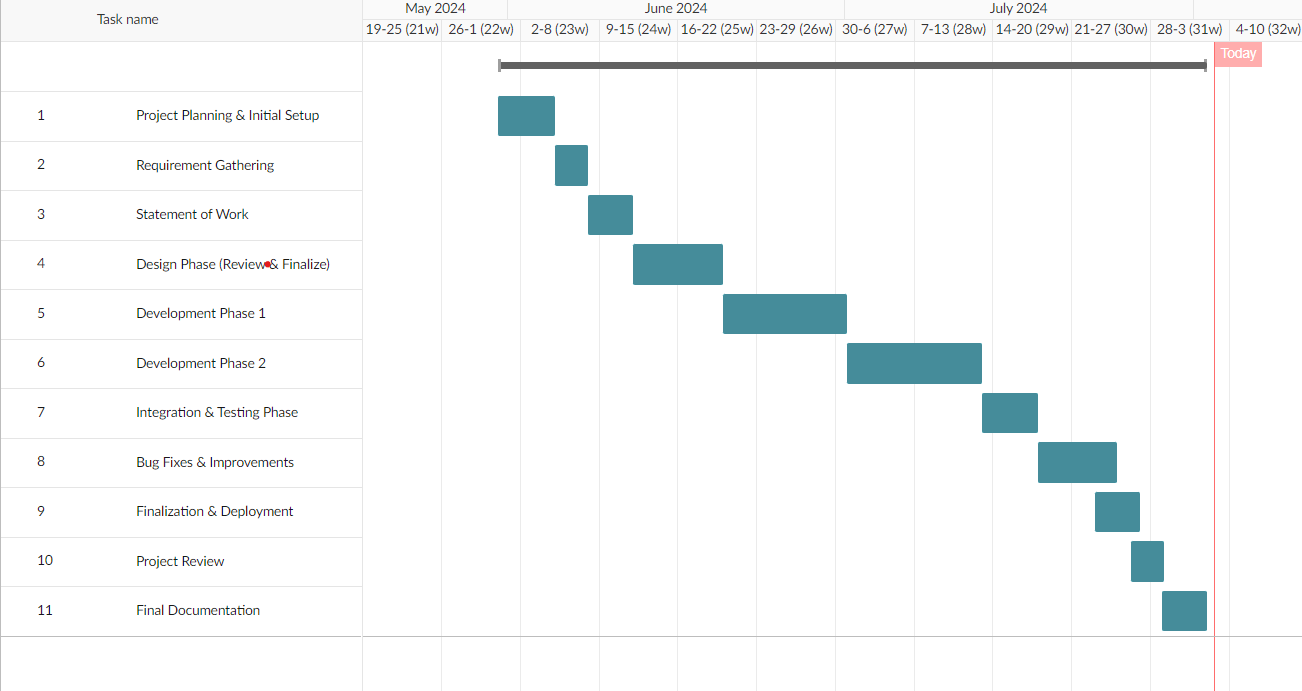 Task name
May 2024 June 2024 July 2024
19-25 (21w) 26-1 (22w) 2-8 (23w) 9-15 (24w) 16-22 (25w) 23-29 (26w) 30-6 (27w) 7-13 (28w) 14-20 (29w) 21-27 (30w) 28-3 (31w) 4-10 (32w)
Today
1 Project Planning & Initial Setup
2 Requirement Gathering
3 Statement of Work
4 Design Phase (Review & Finalize)
5 Development Phase 1
6 Development Phase 2
7 Integration & Testing Phase
8 Bug Fixes & Improvements
9 Finalization & Deployment
10 Project Review
11 Final Documentation